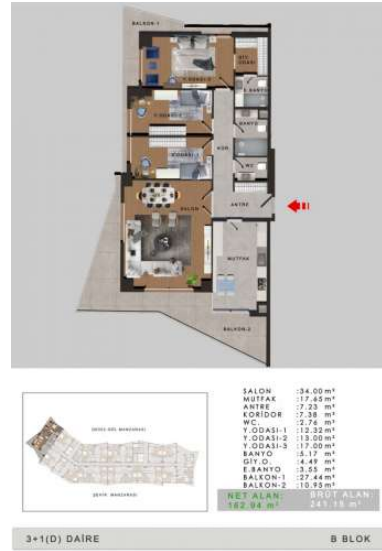 BALKON-1
GİY. ODASI
Y.ODASI-3
E.BANYO
Y.ODASI-2
BANYO
KOR.
Y.ODASI-1
WC
SALON
ANTRE
MUTFAK
BALKON-2
ŞEHİR MANZARASI
SALON :34.00 m²
MUTFAK :17.65 m²
ANTRE :7.23 m²
KORİDOR :7.38 m²
WC. :2.76 m²
Y.ODASI-1 :12.32 m²
Y.ODASI-2 :13.00 m²
Y.ODASI-3 :17.00 m²
BANYO :5.17 m²
GİY.O. :4.49 m²
E.BANYO :3.55 m²
BALKON-1 :27.44 m²
BALKON-2 :10.95 m²
NET ALAN: BRÜT ALAN:
162.94 m² 241.15 m²
3+1(D) DAİRE B BLOK